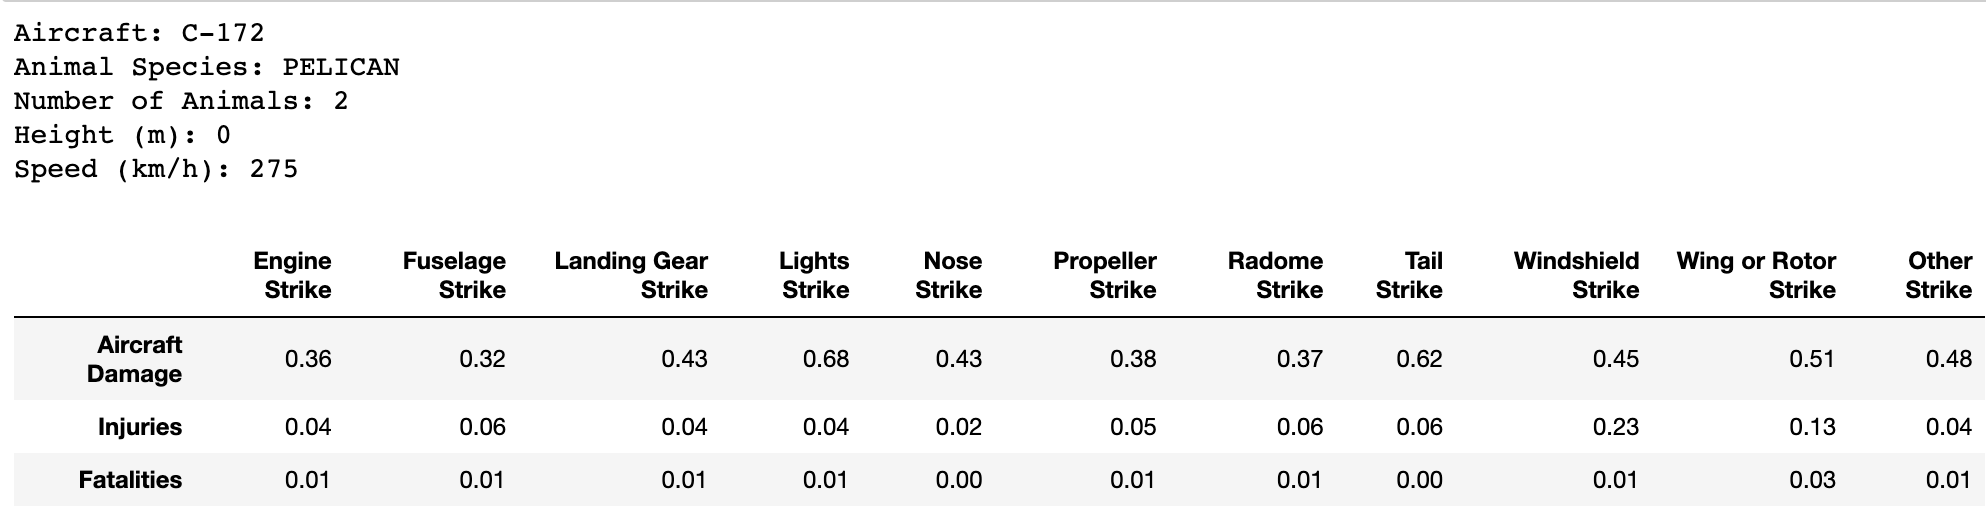 Aircraft: C-172
Animal Species: PELICAN
Number of Animals: 2
Height (m): 0
Speed (km/h): 275
Engine Fuselage Landing Gear Lights Nose Propeller Radome Tail Windshield Wing or Rotor Other
Strike Strike Strike Strike Strike Strike Strike Strike Strike Strike Strike
Aircraft
Damage 0.36 0.32 0.43 0.68 0.43 0.38 0.37 0.62 0.45 0.51 0.48
Injuries 0.04 0.06 0.04 0.04 0.02 0.05 0.06 0.06 0.23 0.13 0.04
Fatalities 0.01 0.01 0.01 0.01 0.00 0.01 0.01 0.00 0.01 0.03 0.01